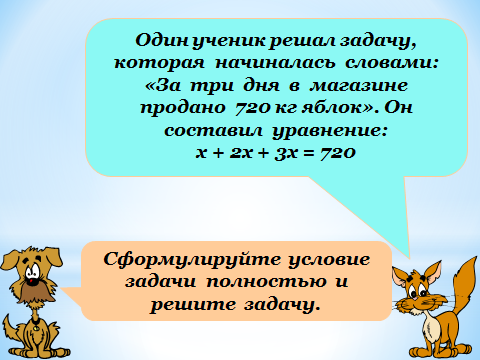 Один ученик решал задачу,
которая начиналась словами:
«За три дня в магазине
продано 720 кг яблок». Он
составил уравнение:
x + 2x + 3x = 720
Сформулируйте условие
задачи полностью и
решите задачу.